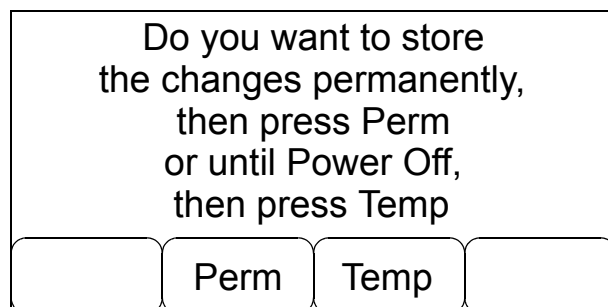 Do you want to store
the changes permanently,
then press Perm
or until Power Off,
then press Temp
Perm Temp